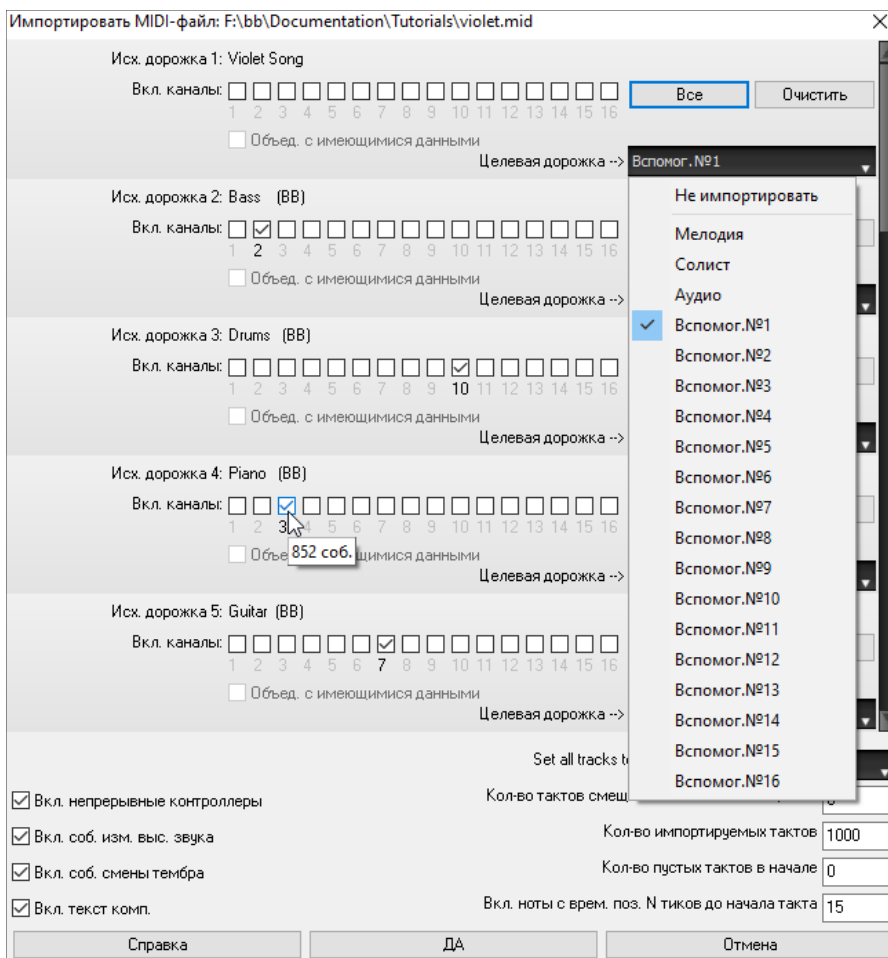 Импортировать MIDI-файл: F:\bb\Documentation\Tutorials\violet.mid
Исх. дорожка 1: Violet Song
Вкл. каналы:
1 2 3 4 5 6 7 8 9 10 11 12 13 14 15 16
Все
Очистить
Объед. с имеющимися данными
Целевая дорожка -->
Вспомог.№1
Исх. дорожка 2: Bass (BB)
Вкл. каналы:
1 2 3 4 5 6 7 8 9 10 11 12 13 14 15 16
Объед. с имеющимися данными
Целевая дорожка -->
Исх. дорожка 3: Drums (BB)
Вкл. каналы:
1 2 3 4 5 6 7 8 9 10 11 12 13 14 15 16
Объед. с имеющимися данными
Целевая дорожка -->
Исх. дорожка 4: Piano (BB)
Вкл. каналы:
1 2 3 4 5 6 7 8 9 10 11 12 13 14 15 16
852 соб.
Целевая дорожка -->
Исх. дорожка 5: Guitar (BB)
Вкл. каналы:
1 2 3 4 5 6 7 8 9 10 11 12 13 14 15 16
Объед. с имеющимися данными
Целевая дорожка -->
Не импортировать
Мелодия
Солист
Аудио
Вспомог.№1
Вспомог.№2
Вспомог.№3
Вспомог.№4
Вспомог.№5
Вспомог.№6
Вспомог.№7
Вспомог.№8
Вспомог.№9
Вспомог.№10
Вспомог.№11
Вспомог.№12
Вспомог.№13
Вспомог.№14
Вспомог.№15
Вспомог.№16
Set all tracks
Вкл. непрерывные контроллеры
Кол-во тактов
Вкл. соб. изм. выс. звука
Кол-во импортируемых тактов 1000
Вкл. соб. смены тембра
Кол-во пустых тактов в начале 0
Вкл. текст комп.
Вкл. ноты с врем. поз. N тиков до начала такта 15
Справка
ДА
Отмена